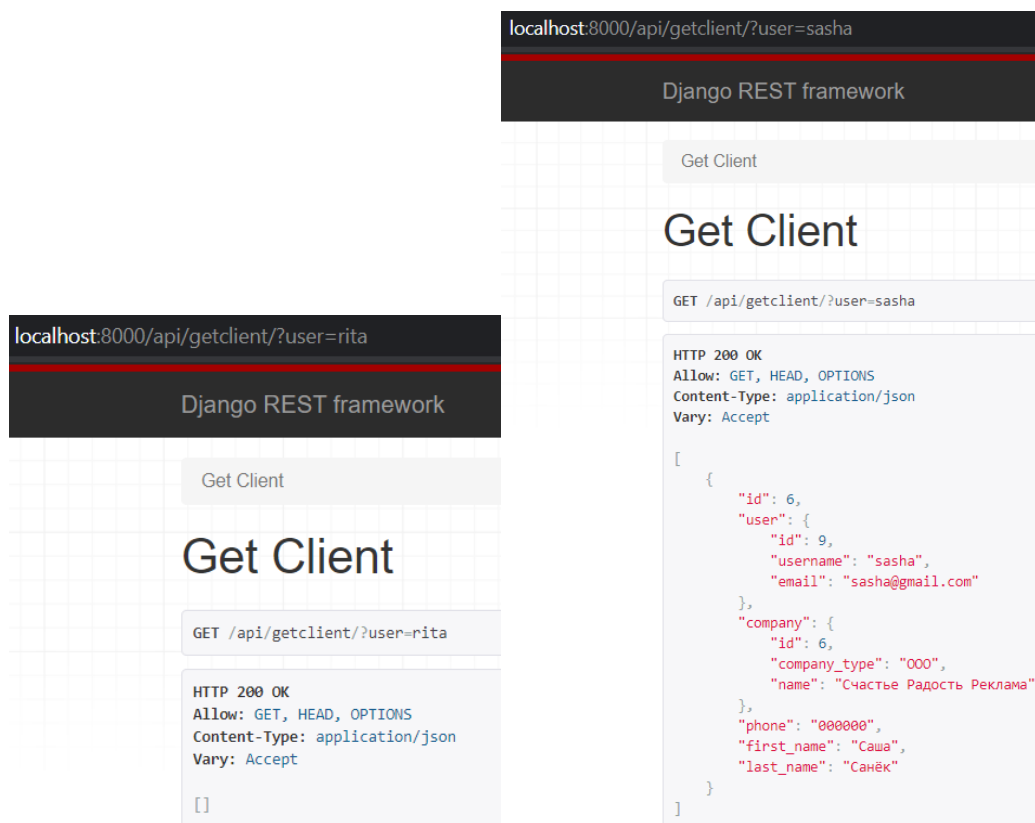 localhost:8000/api/getclient/?user=rita
Django REST framework
Get Client
Get Client
GET /api/getclient/?user=rita
HTTP 200 OK
Allow: GET, HEAD, OPTIONS
Content-Type: application/json
Vary: Accept
[]
localhost:8000/api/getclient/?user=sasha
Django REST framework
Get Client
Get Client
GET /api/getclient/?user=sasha
HTTP 200 OK
Allow: GET, HEAD, OPTIONS
Content-Type: application/json
Vary: Accept
[
{
"id": 6,
"user": {
"id": 9,
"username": "sasha",
"email": "sasha@gmail.com"
},
"company": {
"id": 6,
"company_type": "ООО",
"name": "Счастье Радость Реклама"
},
"phone": "000000",
"first_name": "Саша",
"last_name": "Санёк"
}
]